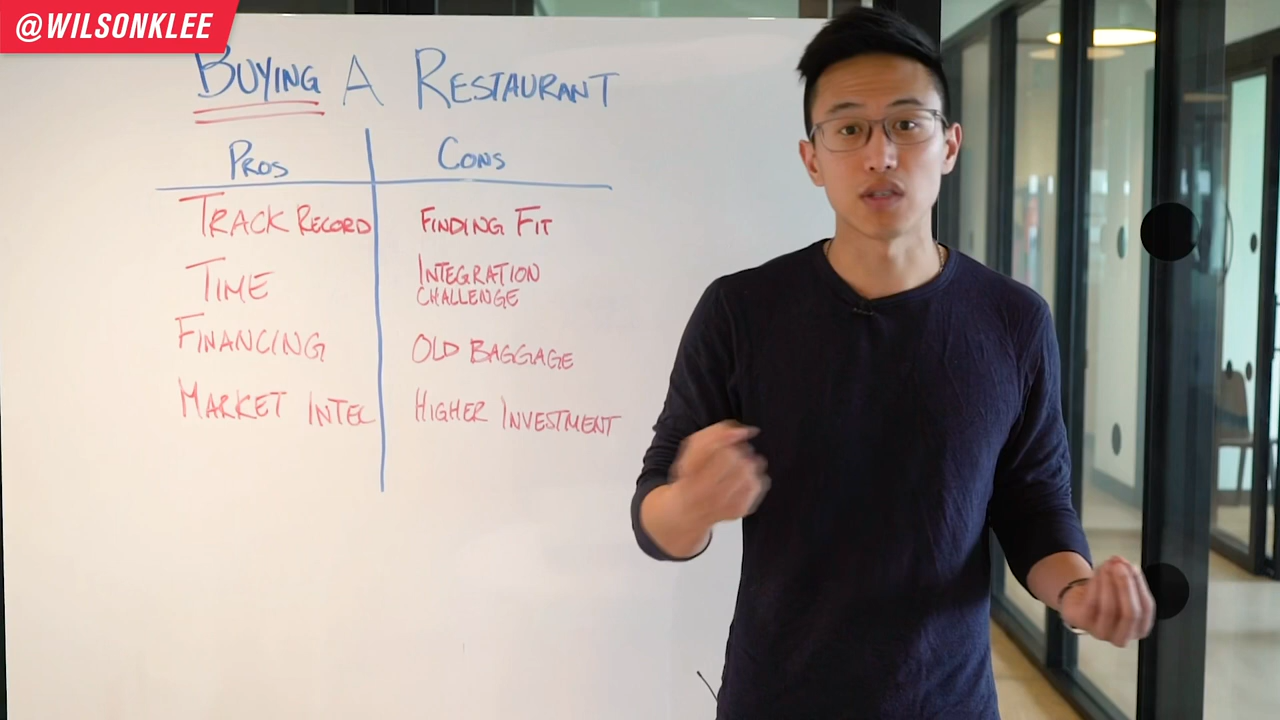 @WILSONKLEE
BUYING A RESTAURANT
PROS
CONS
TRACK RECORD
FINDING FIT
TIME
INTEGRATION
CHALLENGE
FINANCING
OLD BAGGAGE
MARKET INTEL
HIGHER INVESTMENT